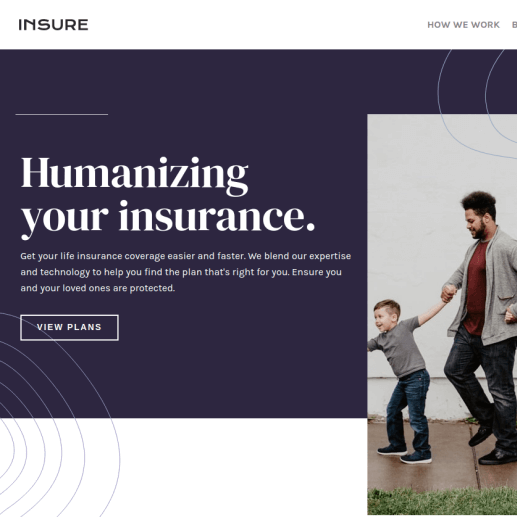 INSURE
HOW WE WORK
Humanizing
your insurance.
Get your life insurance coverage easier and faster. We blend our expertise
and technology to help you find the plan that's right for you. Ensure you
and your loved ones are protected.
VIEW PLANS